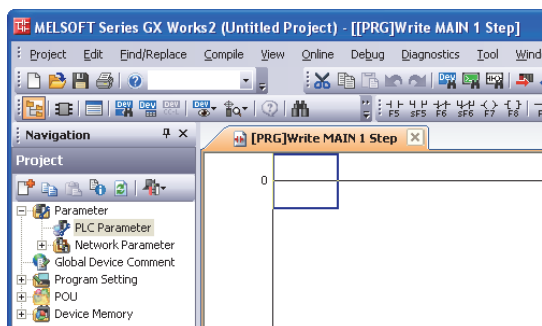 MELSOFT Series GX Works2 (Untitled Project) - [[PRG]Write MAIN 1 Step]
Project Edit Find/Replace Compile View Online Debug Diagnostics Tool Wind
F5 sF5 F6 sF6 F7 F8
Navigation
[PRG]Write MAIN 1 Step
Project
0
Parameter
PLC Parameter
Network Parameter
Global Device Comment
Program Setting
POU
Device Memory